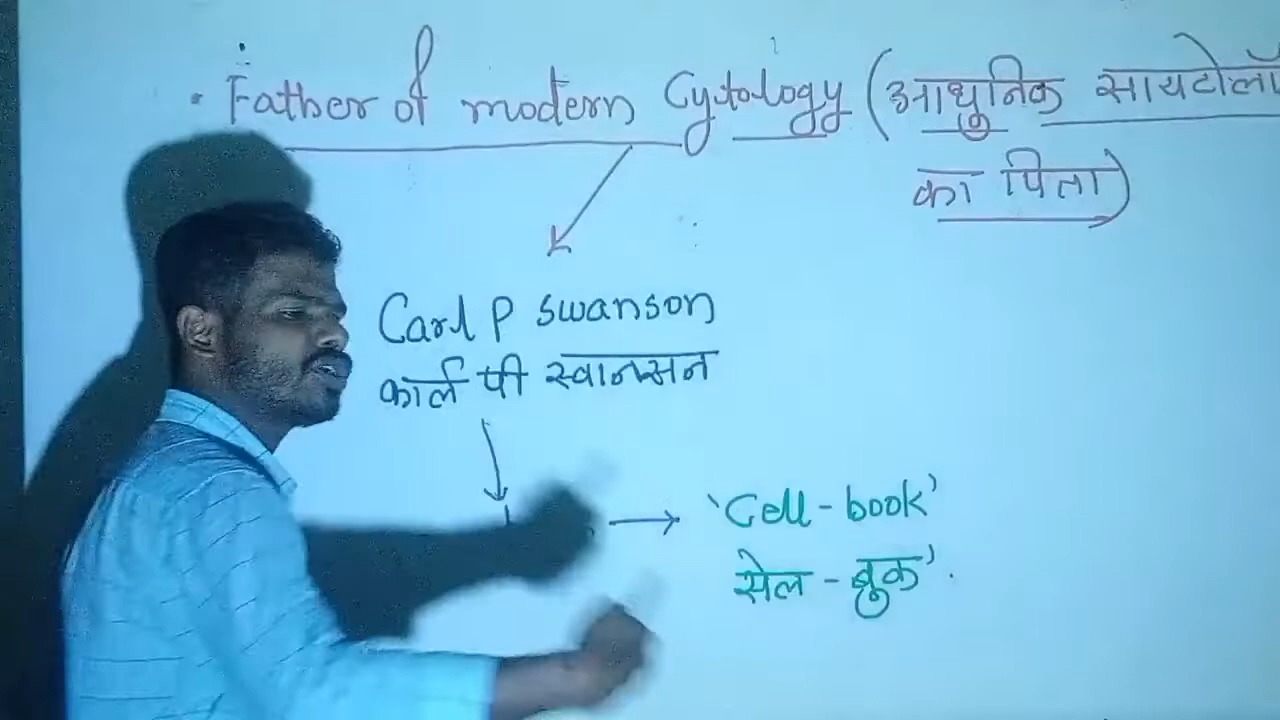 • Father of modern Cytology (आधुनिक सायटोलॉ
का पिता)
Carl P swanson
कार्ल पी स्वानसन
'Cell - book'
सेल - बुक'.